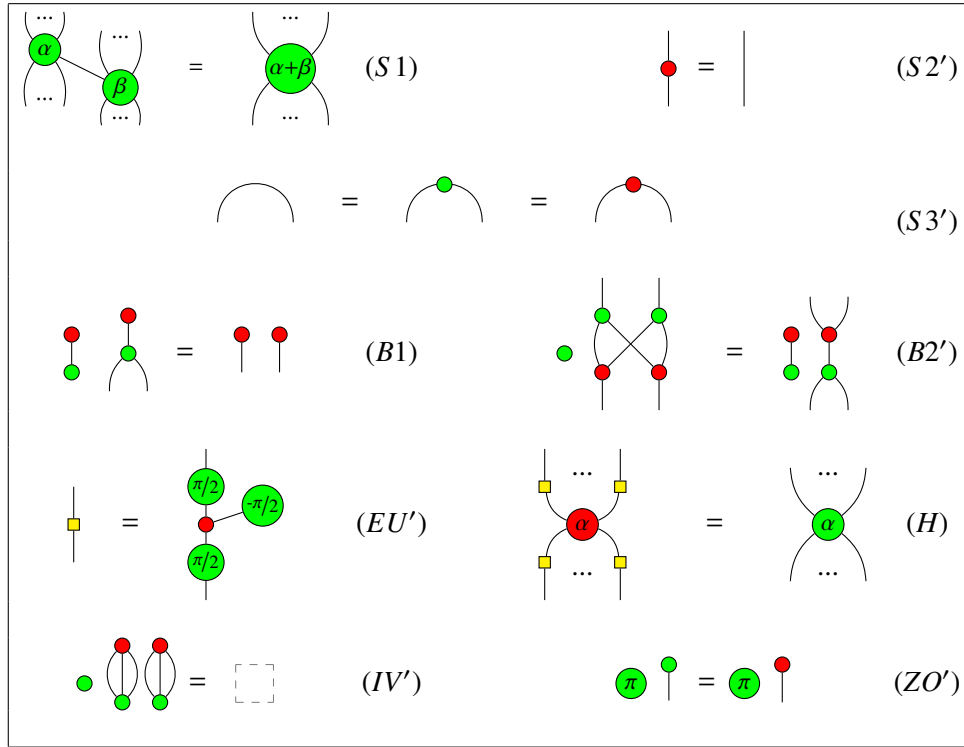 ... ...
α β = α+β (S1) = (S2′)
... ... ...
= = (S3′)
= (B1) = (B2′)
π/2 -π/2 ... ...
= (EU′) α = α (H)
π/2 ... ...
= (IV′) π = π (ZO′)